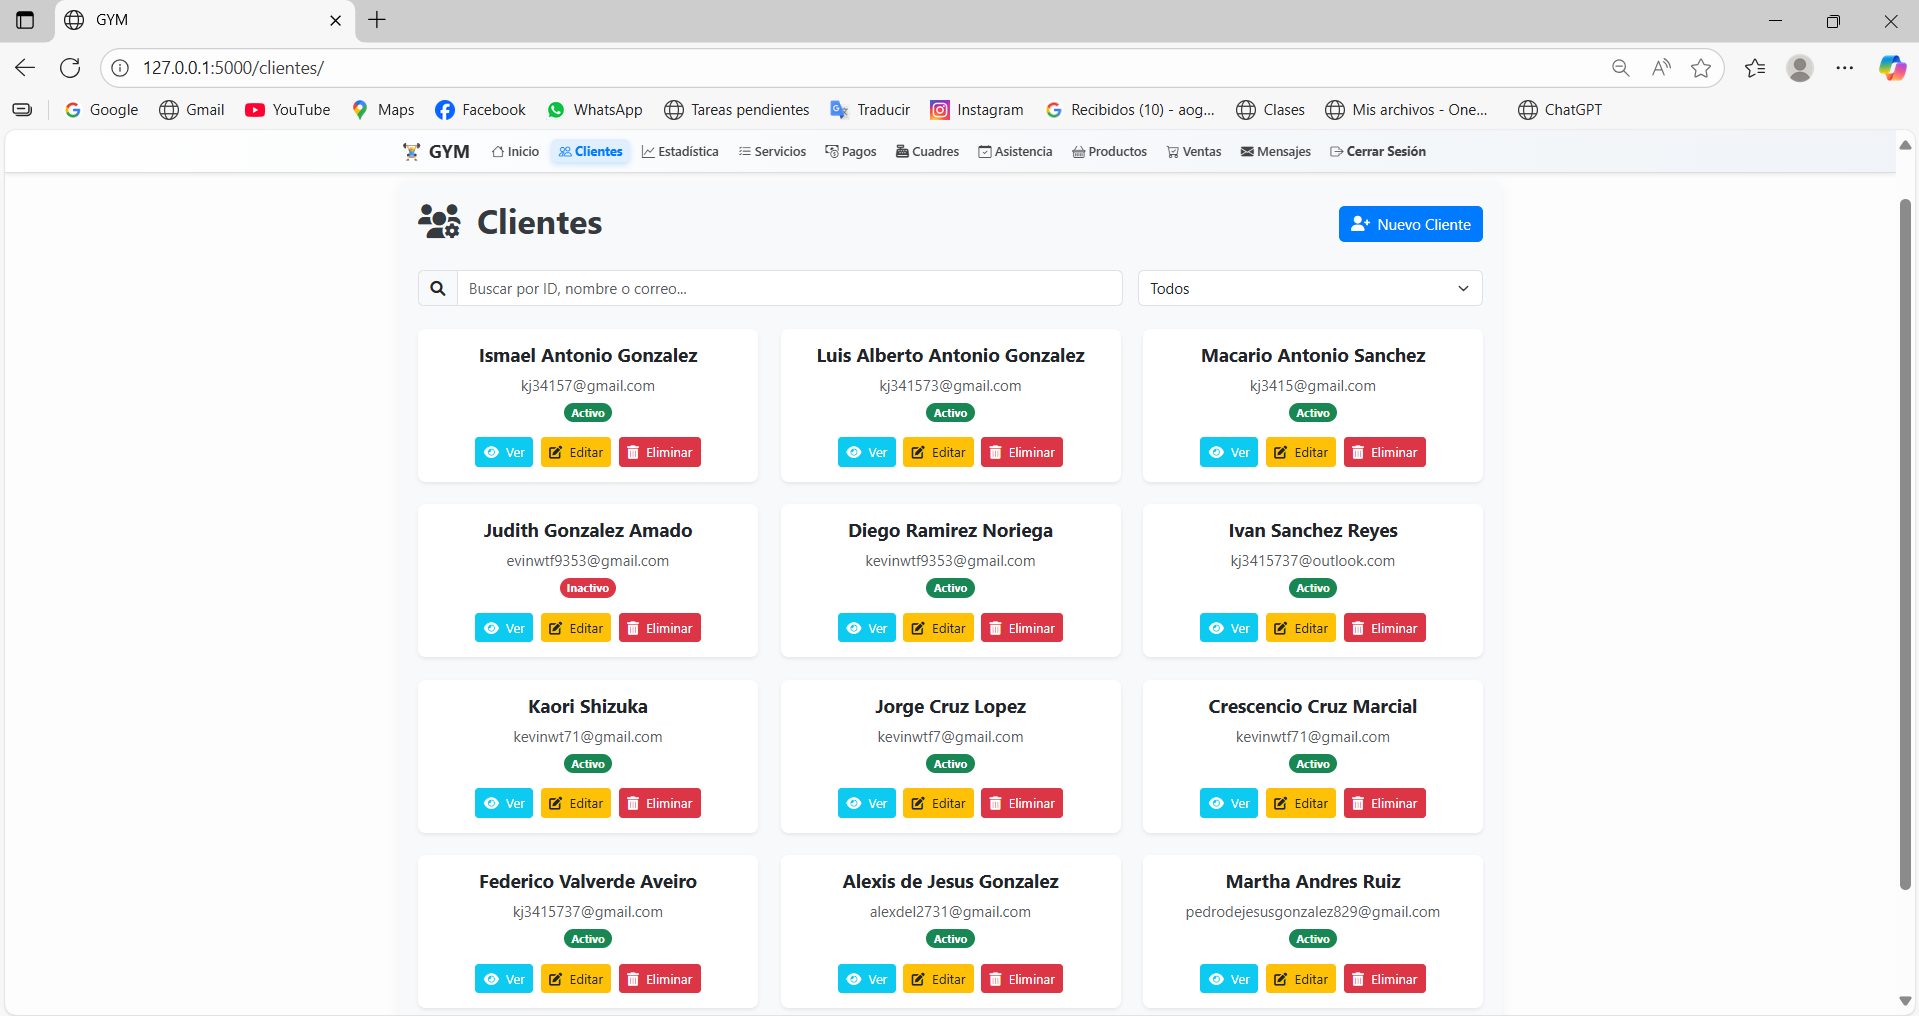 GYM
127.0.0.1:5000/clientes/
Google Gmail YouTube Maps Facebook WhatsApp Tareas pendientes Traducir Instagram Recibidos (10) - aog... Clases Mis archivos - One... ChatGPT
GYM Inicio Clientes Estadística Servicios Pagos Cuadres Asistencia Productos Ventas Mensajes Cerrar Sesión
Clientes
Nuevo Cliente
Buscar por ID, nombre o correo...
Todos
Ismael Antonio Gonzalez
kj34157@gmail.com
Activo
Ver Editar Eliminar
Luis Alberto Antonio Gonzalez
kj341573@gmail.com
Activo
Ver Editar Eliminar
Macario Antonio Sanchez
kj3415@gmail.com
Activo
Ver Editar Eliminar
Judith Gonzalez Amado
evinwtf9353@gmail.com
Inactivo
Ver Editar Eliminar
Diego Ramirez Noriega
kevinwtf9353@gmail.com
Activo
Ver Editar Eliminar
Ivan Sanchez Reyes
kj3415737@outlook.com
Activo
Ver Editar Eliminar
Kaori Shizuka
kevinwt71@gmail.com
Activo
Ver Editar Eliminar
Jorge Cruz Lopez
kevinwtf7@gmail.com
Activo
Ver Editar Eliminar
Crescencio Cruz Marcial
kevinwtf71@gmail.com
Activo
Ver Editar Eliminar
Federico Valverde Aveiro
kj3415737@gmail.com
Activo
Ver Editar Eliminar
Alexis de Jesus Gonzalez
alexdel2731@gmail.com
Activo
Ver Editar Eliminar
Martha Andres Ruiz
pedrodejesusgonzalez829@gmail.com
Activo
Ver Editar Eliminar